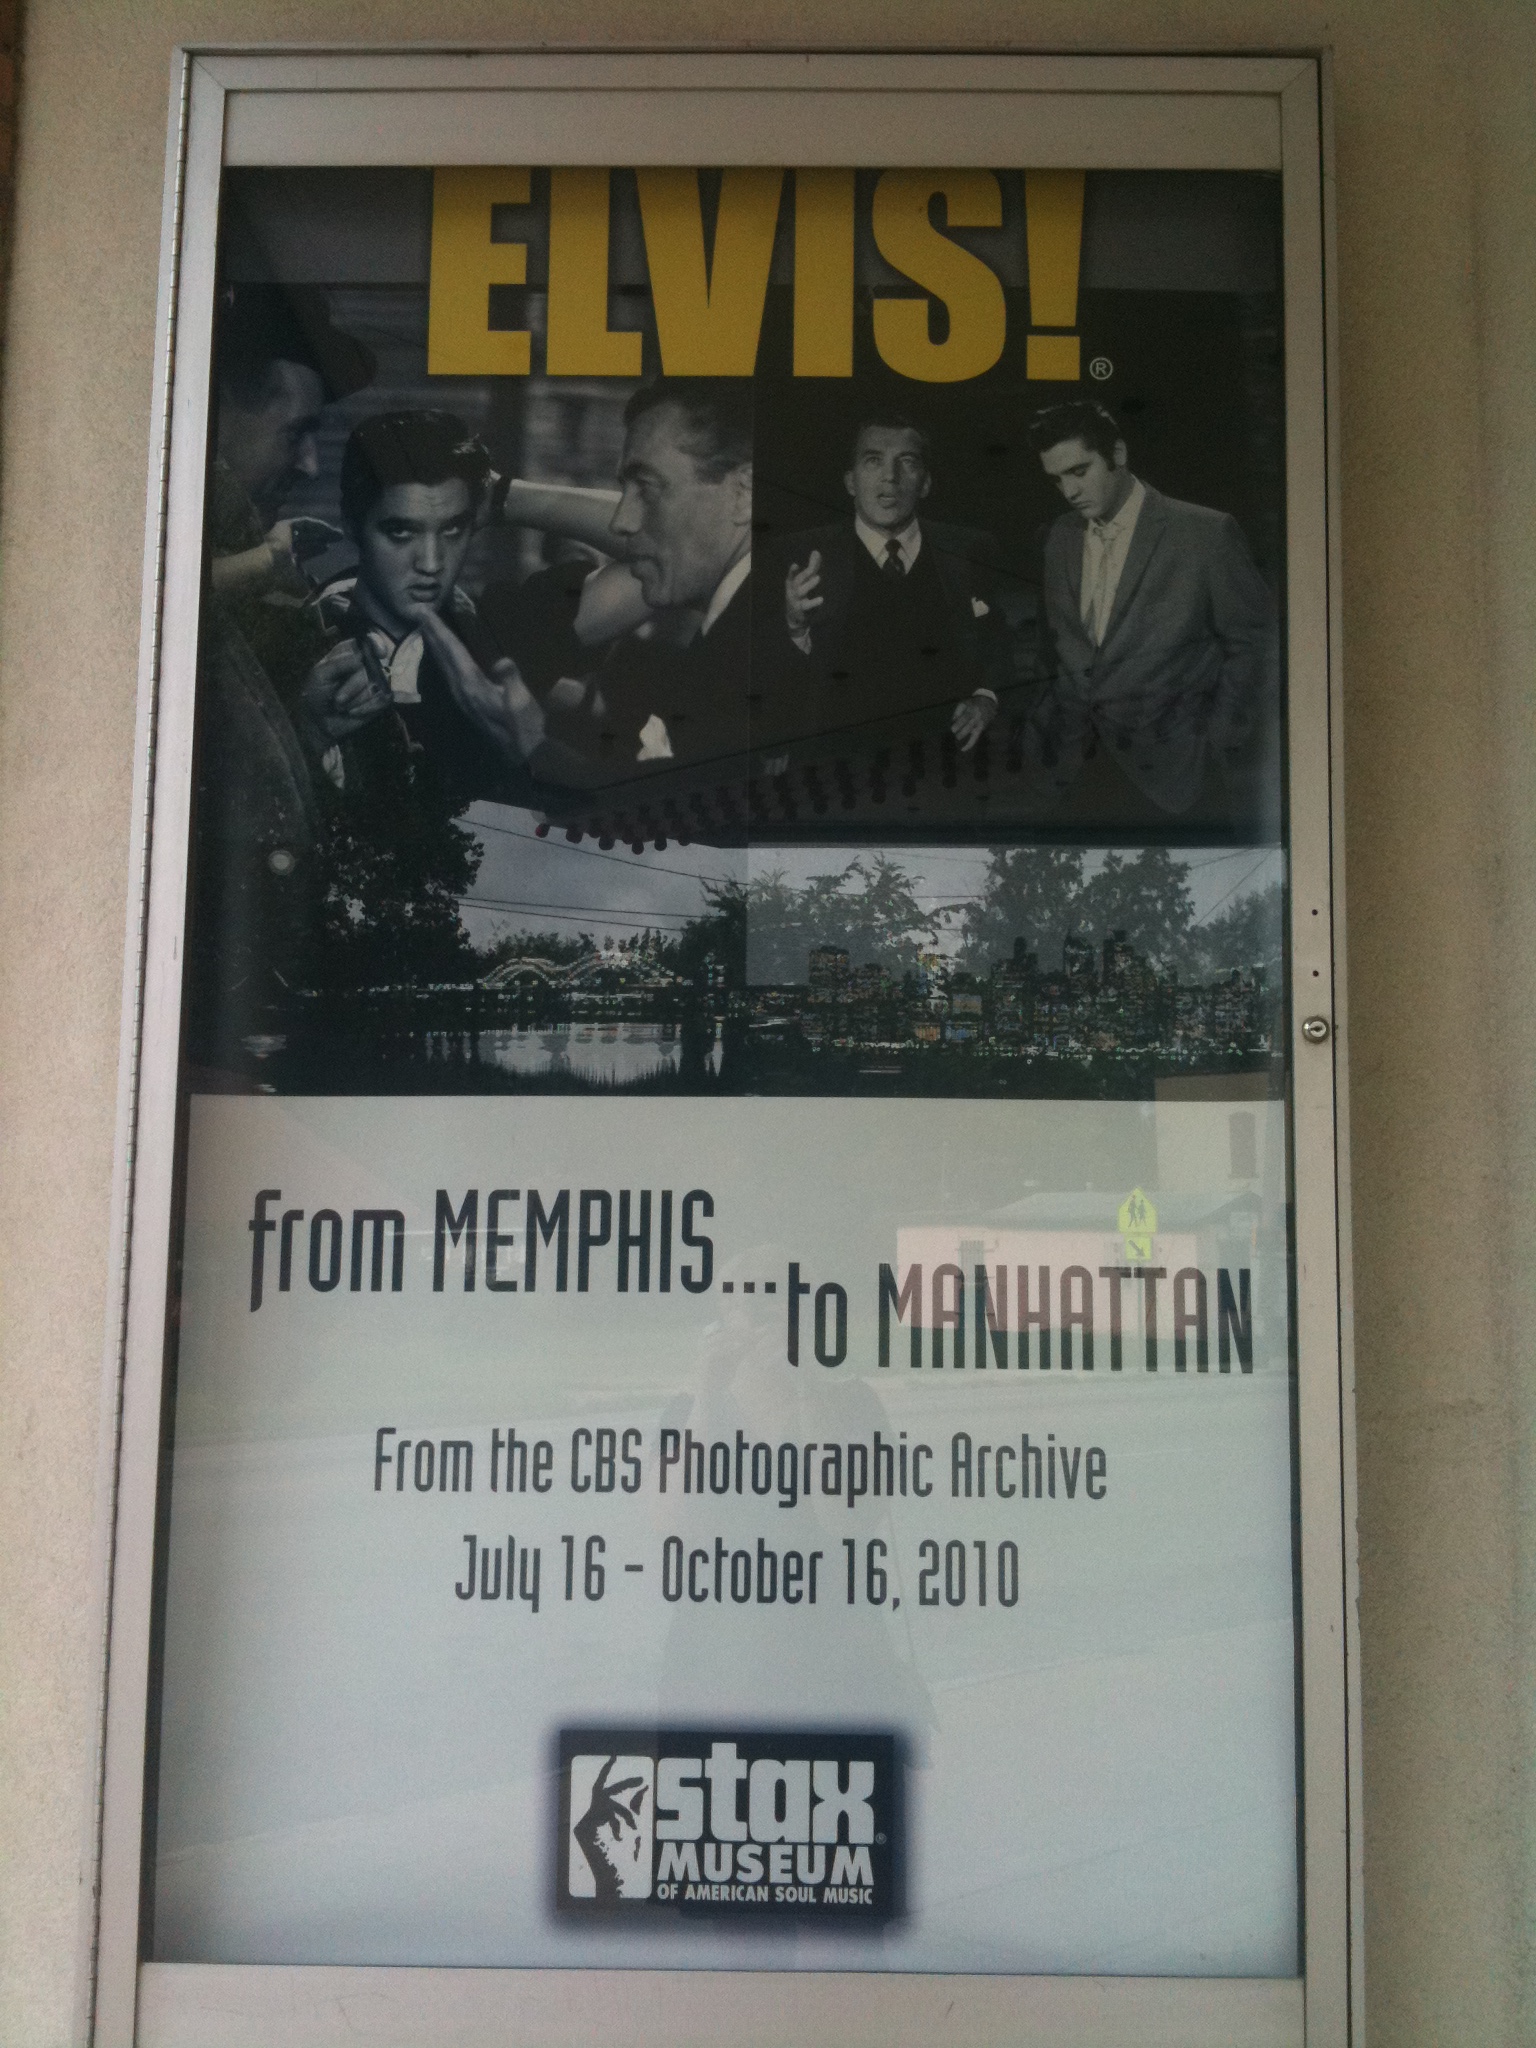 ELVIS!®
from MEMPHIS...to MANHATTAN
From the CBS Photographic Archive
July 16 - October 16, 2010
stax®
MUSEUM
OF AMERICAN SOUL MUSIC